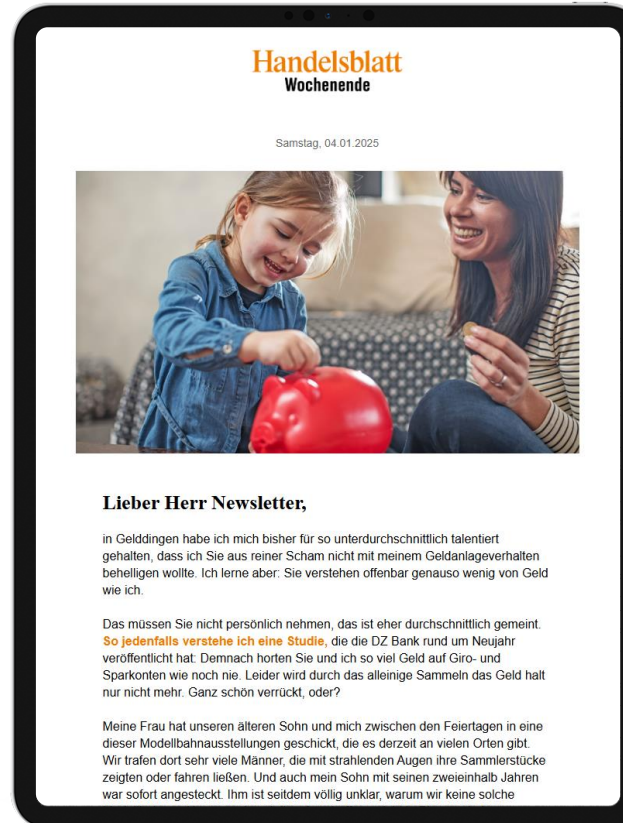 Handelsblatt
Wochenende
Samstag, 04.01.2025
Lieber Herr Newsletter,
in Gelddingen habe ich mich bisher für so unterdurchschnittlich talentiert
gehalten, dass ich Sie aus reiner Scham nicht mit meinem Geldanlageverhalten
behelligen wollte. Ich lerne aber: Sie verstehen offenbar genauso wenig von Geld
wie ich.
Das müssen Sie nicht persönlich nehmen, das ist eher durchschnittlich gemeint.
So jedenfalls verstehe ich eine Studie, die die DZ Bank rund um Neujahr
veröffentlicht hat: Demnach horten Sie und ich so viel Geld auf Giro- und
Sparkonten wie noch nie. Leider wird durch das alleinige Sammeln das Geld halt
nur nicht mehr. Ganz schön verrückt, oder?
Meine Frau hat unseren älteren Sohn und mich zwischen den Feiertagen in eine
dieser Modellbahnausstellungen geschickt, die es derzeit an vielen Orten gibt.
Wir trafen dort sehr viele Männer, die mit strahlenden Augen ihre Sammlerstücke
zeigten oder fahren ließen. Und auch mein Sohn mit seinen zweieinhalb Jahren
war sofort angesteckt. Ihm ist seitdem völlig unklar, warum wir keine solche